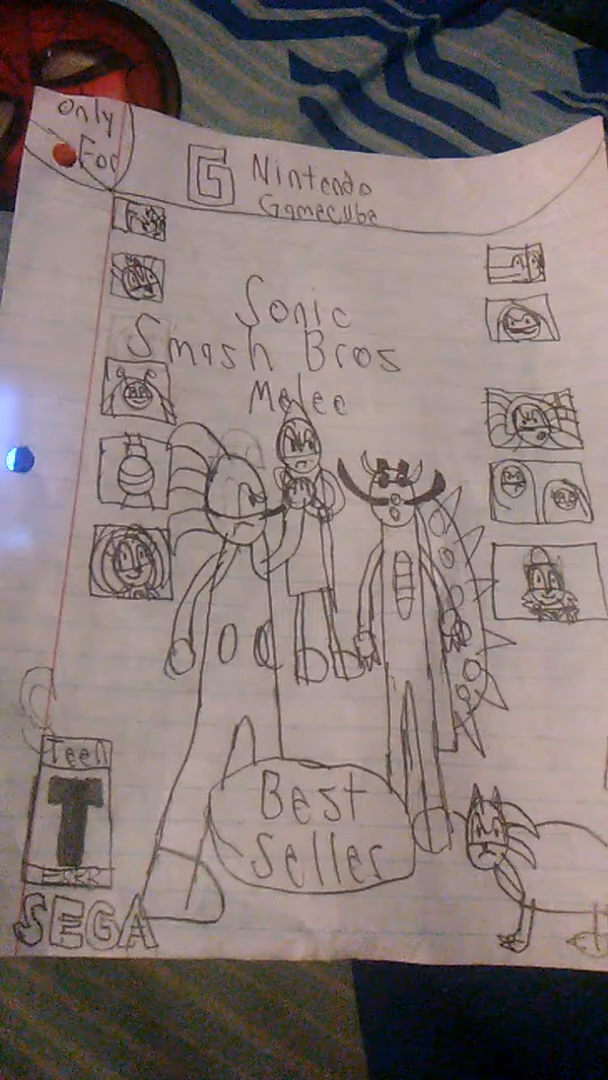 Only
For
G Nintendo
Gamecube
Sonic
Smash Bros
Melee
Teen
T
Best
Seller
SEGA